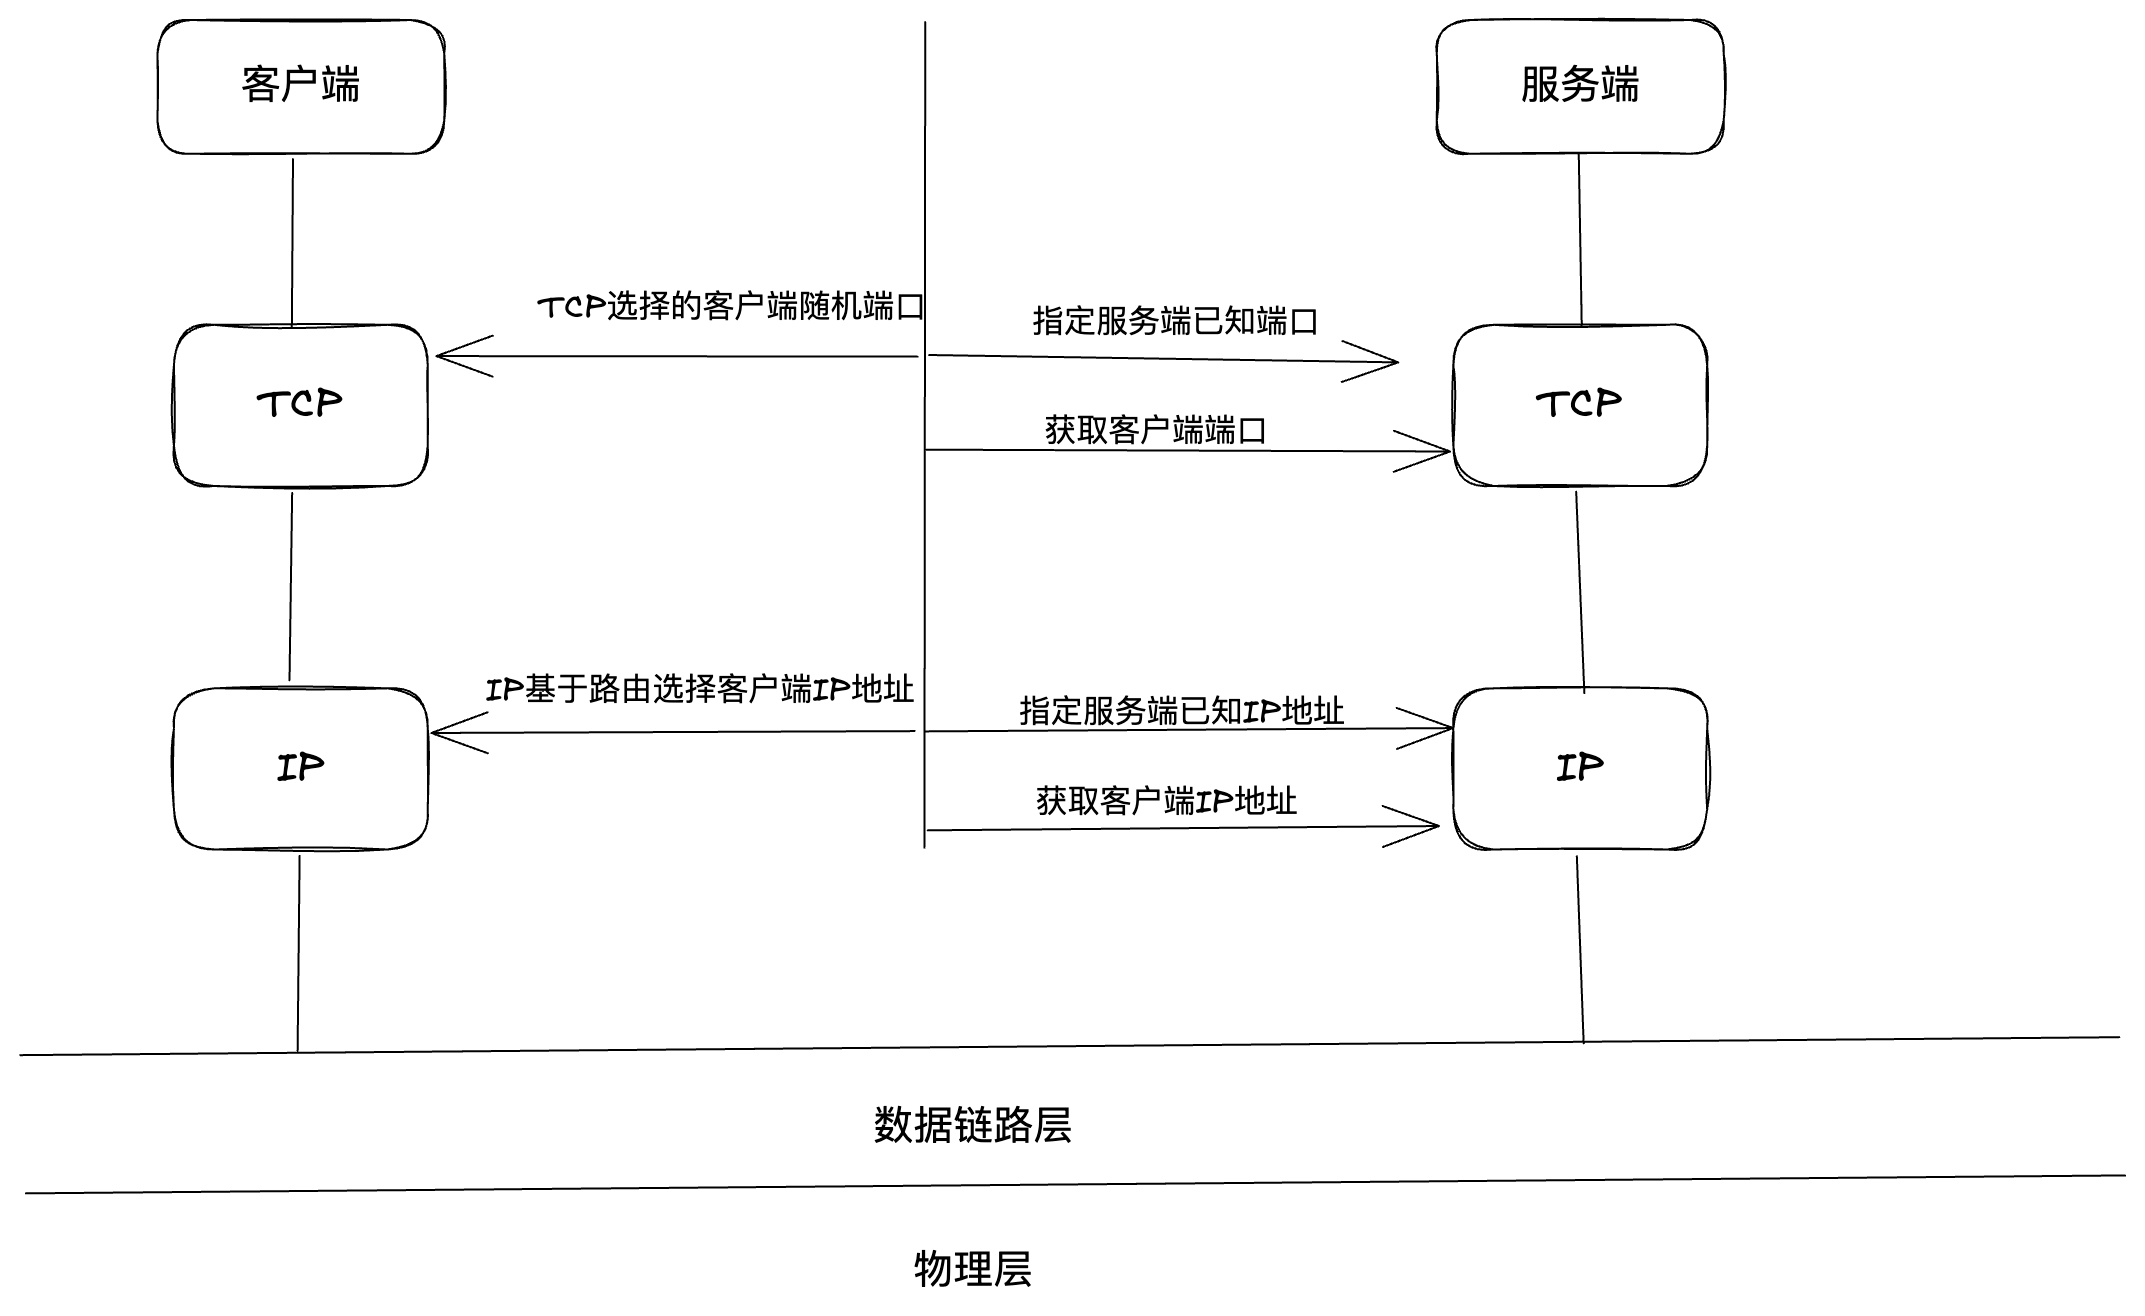 客户端
服务端
TCP选择的客户端随机端口
指定服务端已知端口
TCP
获取客户端端口
TCP
IP基于路由选择客户端IP地址
指定服务端已知IP地址
IP
获取客户端IP地址
IP
数据链路层
物理层